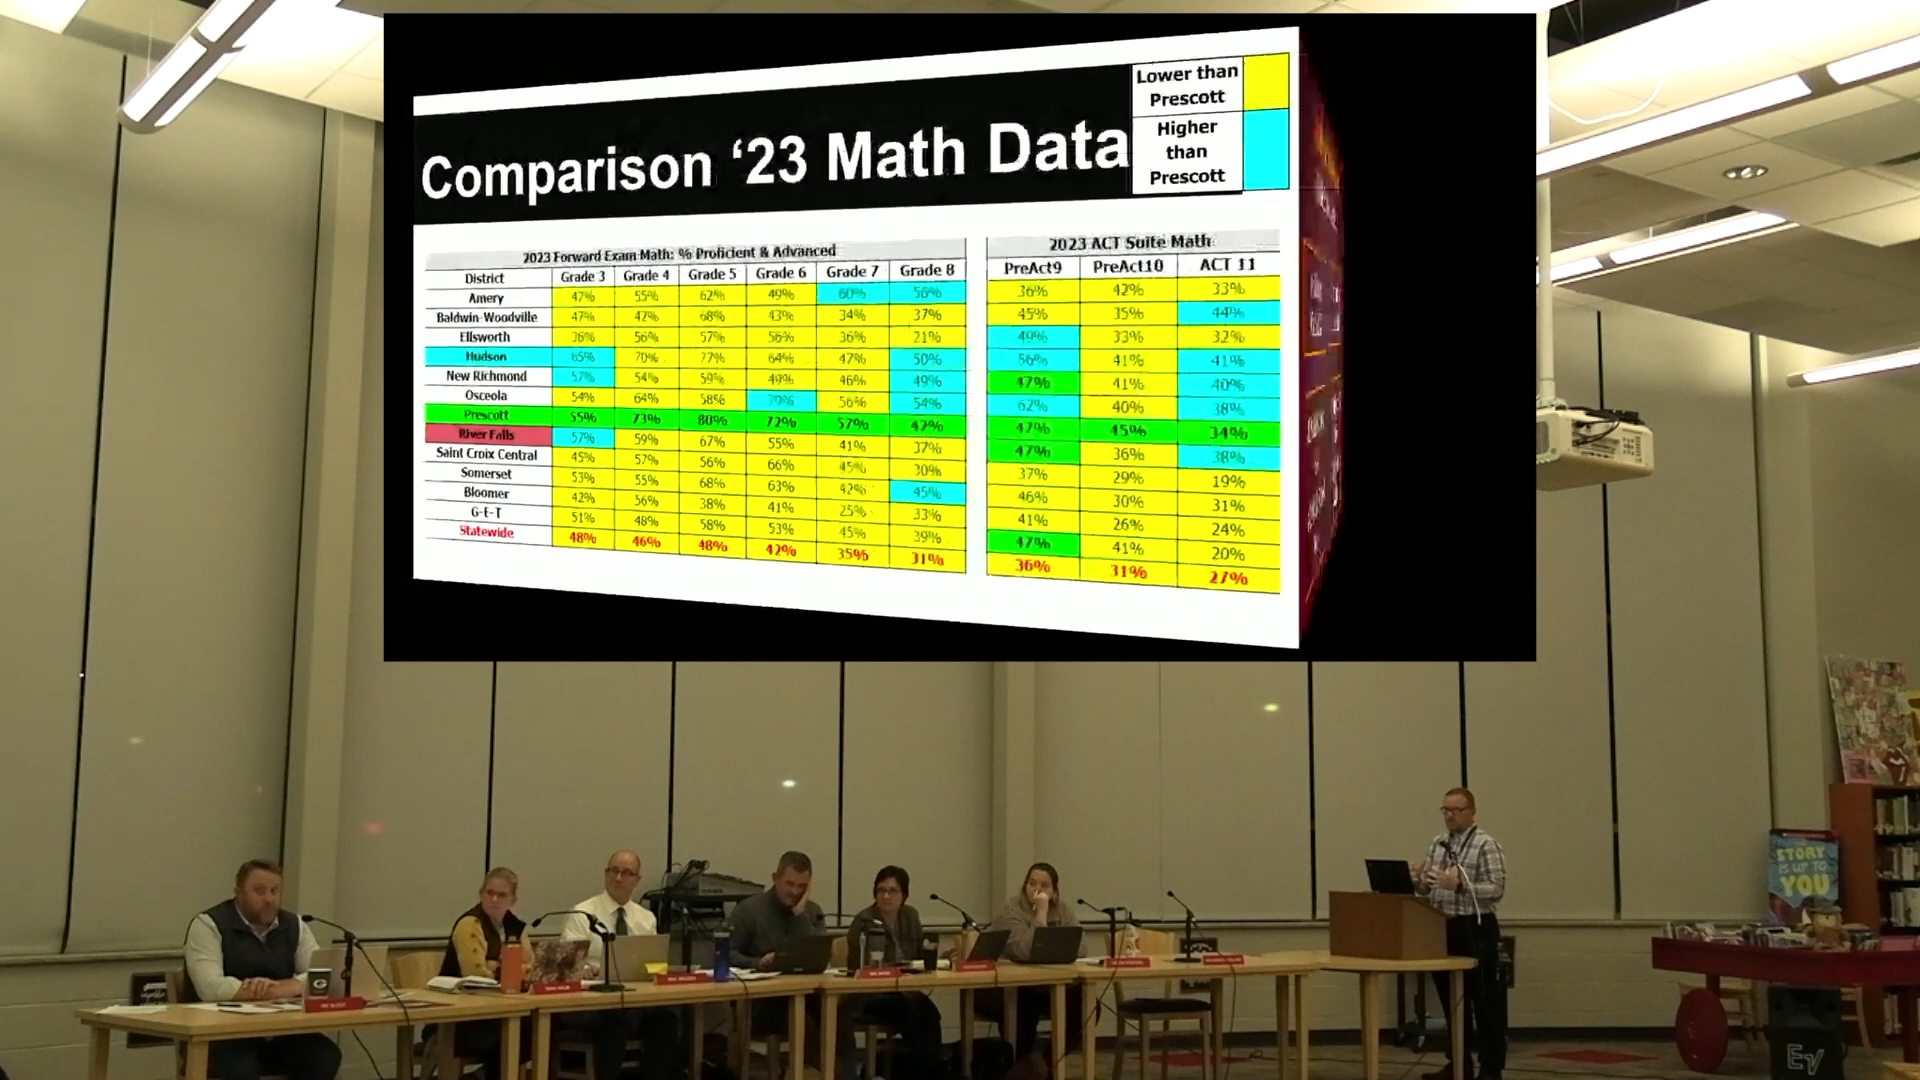 Lower than
Prescott
Higher
than
Prescott
Comparison ‘23 Math Data
2023 Forward Exam Math: % Proficient & Advanced
District Grade 3 Grade 4 Grade 5 Grade 6 Grade 7 Grade 8
Amery 47% 55% 62% 49% 60% 56%
Baldwin-Woodville 47% 42% 68% 43% 34% 37%
Ellsworth 36% 56% 57% 56% 36% 21%
Hudson 65% 70% 77% 64% 47% 50%
New Richmond 57% 54% 59% 49% 46% 49%
Osceola 54% 64% 58% 79% 56% 54%
Prescott 55% 73% 80% 72% 57% 42%
River Falls 57% 59% 67% 55% 41% 37%
Saint Croix Central 45% 57% 56% 66% 45% 30%
Somerset 53% 55% 68% 63% 42% 45%
Bloomer 42% 56% 38% 41% 25% 33%
G-E-T 51% 48% 58% 53% 45% 39%
Statewide 48% 46% 48% 42% 35% 31%
2023 ACT Suite Math
PreAct9 PreAct10 ACT 11
36% 42% 33%
45% 35% 44%
49% 33% 32%
56% 41% 41%
47% 41% 40%
62% 40% 38%
47% 45% 34%
47% 36% 38%
37% 29% 19%
46% 30% 31%
41% 26% 24%
47% 41% 20%
36% 31% 27%
STORY
IS UP TO
YOU
G
EV